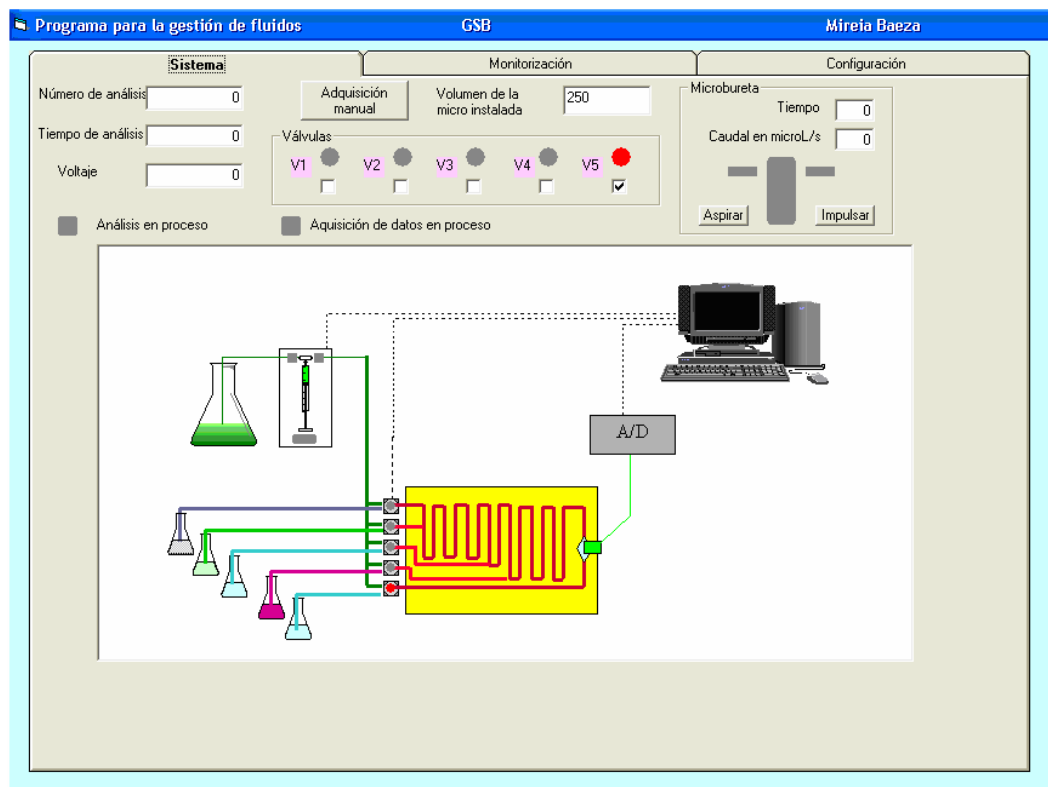 Programa para la gestión de fluidos GSB Mireia Baeza
Sistema Monitorización Configuración
Número de análisis 0
Tiempo de análisis 0
Voltaje 0
Adquisición
manual
Volumen de la
micro instalada
250
Válvulas
V1 V2 V3 V4 V5
Microbureta
Tiempo 0
Caudal en microL/s 0
Aspirar Impulsar
Análisis en proceso Aquisición de datos en proceso
A/D